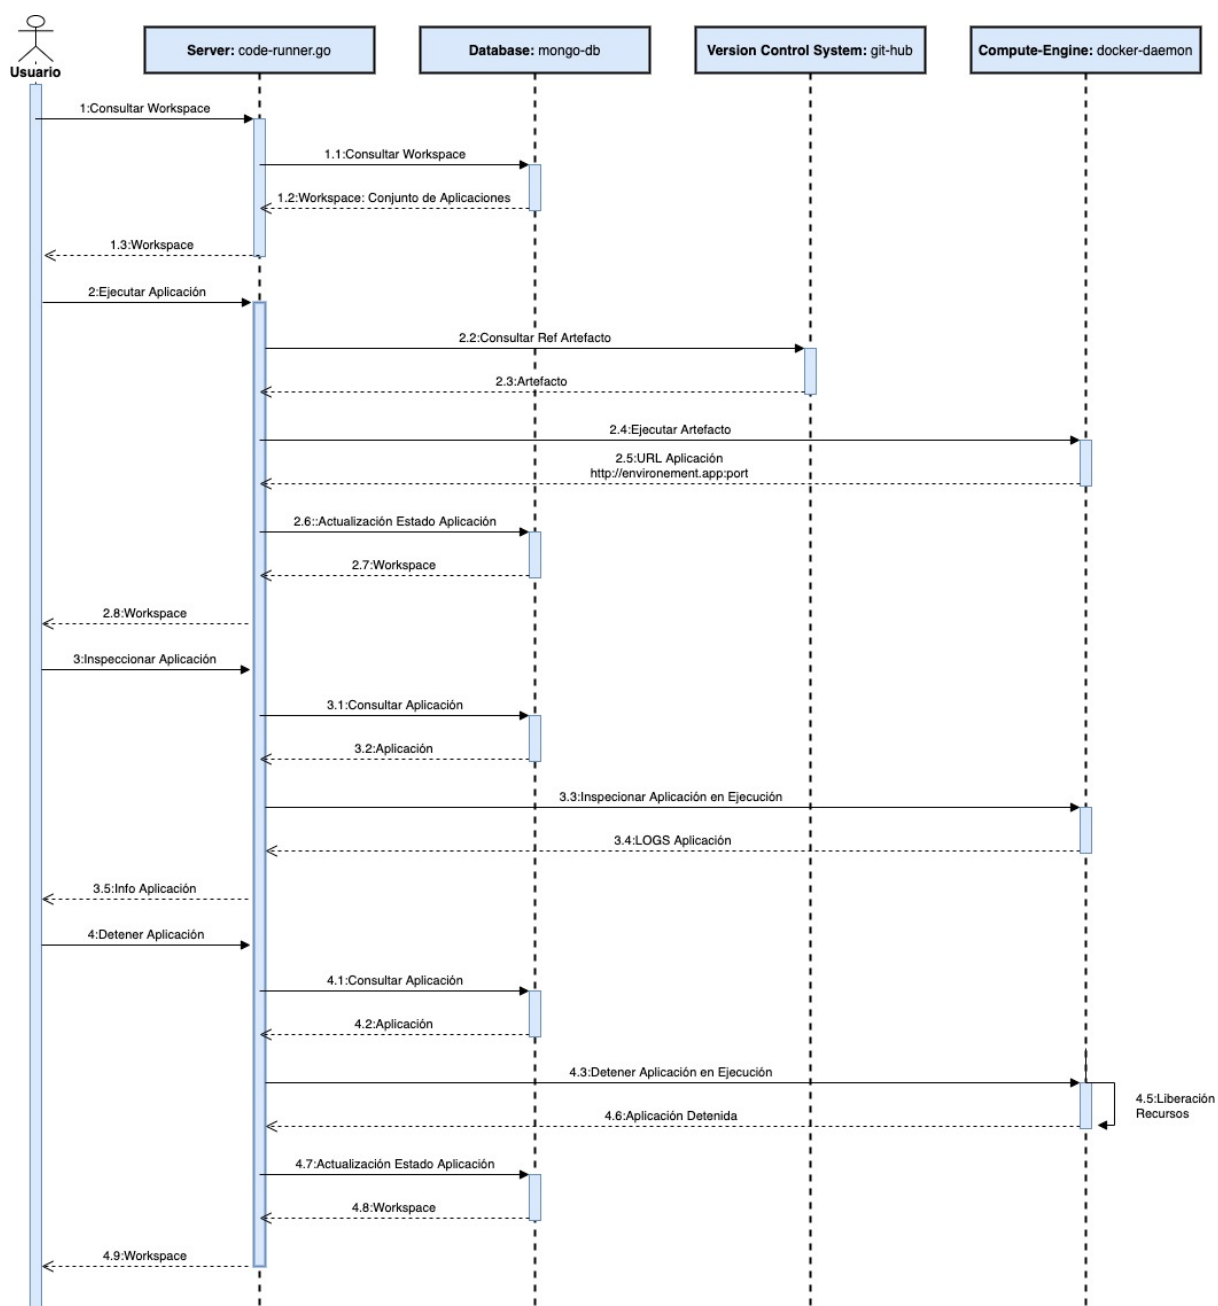 Usuario
Server: code-runner.go
Database: mongo-db
Version Control System: git-hub
Compute-Engine: docker-daemon
1:Consultar Workspace
1.1:Consultar Workspace
1.2:Workspace: Conjunto de Aplicaciones
1.3:Workspace
2:Ejecutar Aplicación
2.2:Consultar Ref Artefacto
2.3:Artefacto
2.4:Ejecutar Artefacto
2.5:URL Aplicación
http://environement.app:port
2.6::Actualización Estado Aplicación
2.7:Workspace
2.8:Workspace
3:Inspeccionar Aplicación
3.1:Consultar Aplicación
3.2:Aplicación
3.3:Inspecionar Aplicación en Ejecución
3.4:LOGS Aplicación
3.5:Info Aplicación
4:Detener Aplicación
4.1:Consultar Aplicación
4.2:Aplicación
4.3:Detener Aplicación en Ejecución
4.5:Liberación
Recursos
4.6:Aplicación Detenida
4.7:Actualización Estado Aplicación
4.8:Workspace
4.9:Workspace